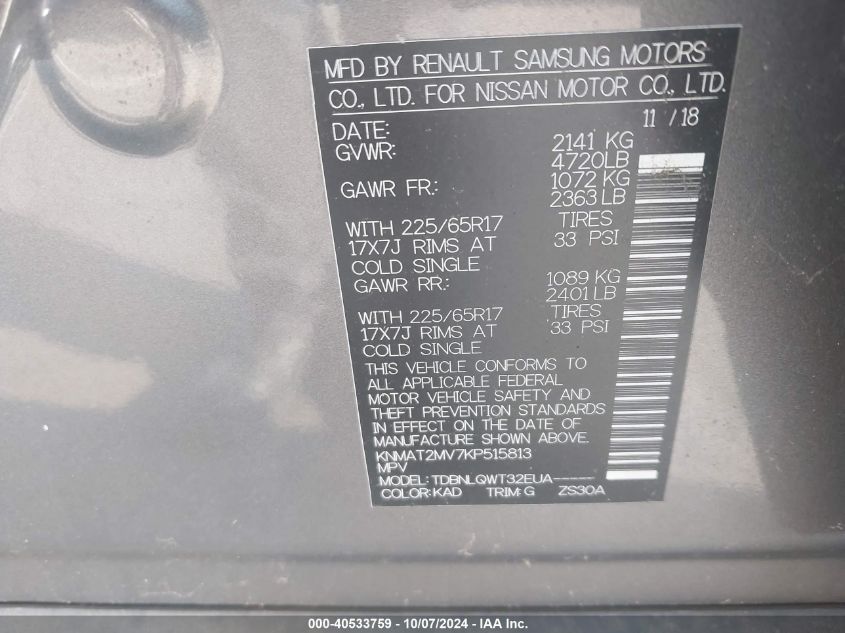 MFD BY RENAULT SAMSUNG MOTORS
CO., LTD. FOR NISSAN MOTOR CO., LTD.
DATE: 11 / 18
GVWR: 2141 KG
4720LB
GAWR FR.: 1072 KG
2363 LB
WITH 225/65R17 TIRES
17X7J RIMS AT 33 PSI
COLD SINGLE
GAWR RR.: 1089 KG
2401 LB
WITH 225/65R17 TIRES
17X7J RIMS AT 33 PSI
COLD SINGLE
THIS VEHICLE CONFORMS TO
ALL APPLICABLE FEDERAL
MOTOR VEHICLE SAFETY AND
THEFT PREVENTION STANDARDS
IN EFFECT ON THE DATE OF
MANUFACTURE SHOWN ABOVE.
KNMAT2MV7KP515813
MPV
MODEL: TDBNLQWT32EUA-----
COLOR: KAD TRIM: G ZS30A
000-40533759 - 10/07/2024 - IAA Inc.